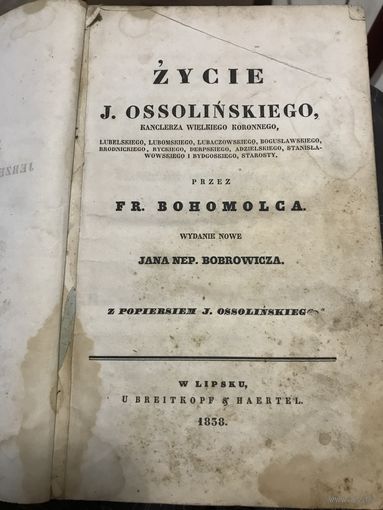 ŻYCIE
J. OSSOLIŃSKIEGO,
KANCLERZA WIELKIEGO KORONNEGO,
LUBELSKIEGO, LUBOMSKIEGO, LUBACZOWSKIEGO, BOGUSŁAWSKIEGO,
BRODNICKIEGO, RYCKIEGO, DERPSKIEGO, ADZIELSKIEGO, STANISŁA-
WOWSKIEGO I BYDGOSKIEGO, STAROSTY.
PRZEZ
FR. BOHOMOLCA.
WYDANIE NOWE
JANA NEP. BOBROWICZA.
Z POPIERSIEM J. OSSOLIŃSKIEGO
W LIPSKU,
U BREITKOPF & HAERTEL.
1838.